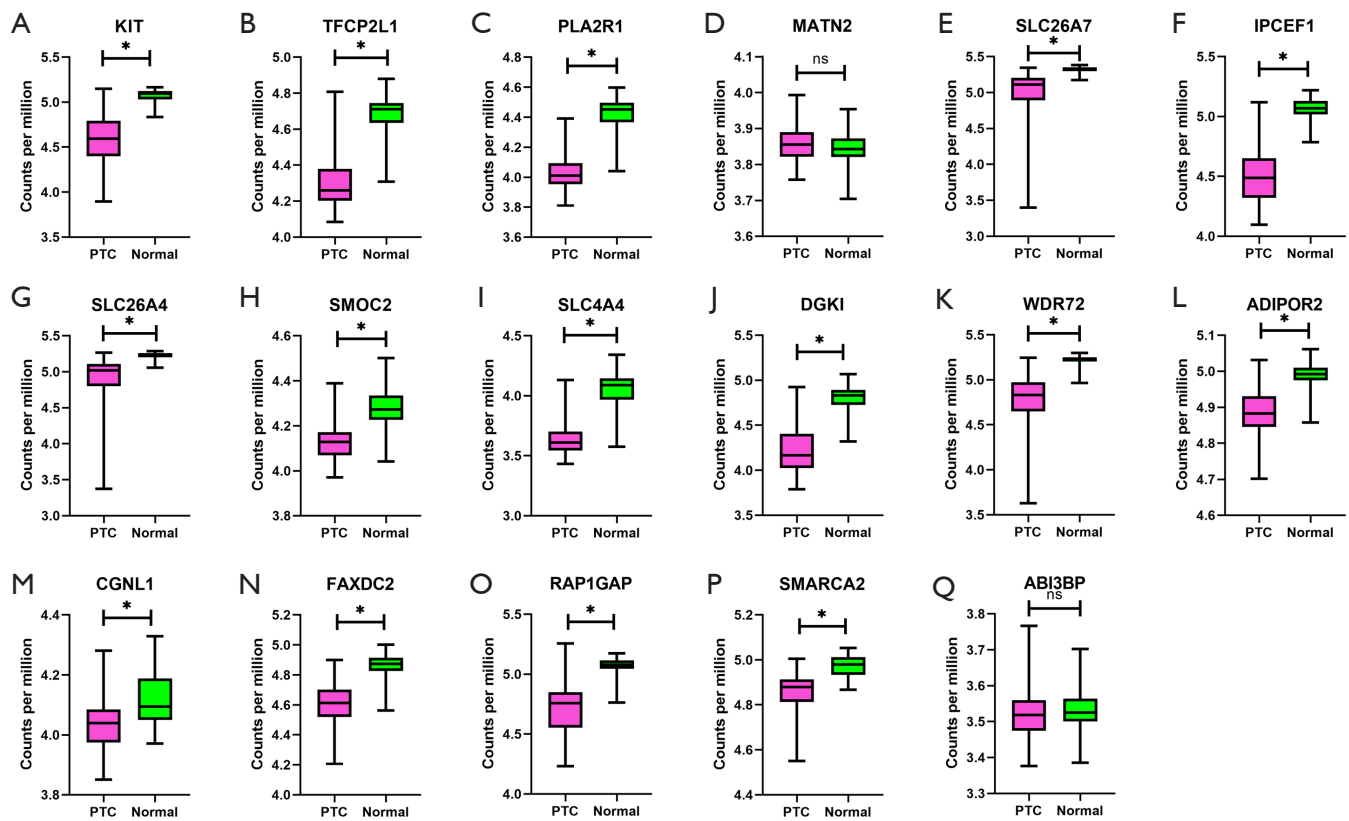 A KIT
*
Counts per million
5.5
5.0
4.5
4.0
3.5
PTC Normal
B TFCP2L1
*
Counts per million
5.0
4.8
4.6
4.4
4.2
4.0
PTC Normal
C PLA2R1
*
Counts per million
4.8
4.6
4.4
4.2
4.0
3.8
3.6
PTC Normal
D MATN2
ns
Counts per million
4.1
4.0
3.9
3.8
3.7
3.6
PTC Normal
E SLC26A7
*
Counts per million
5.5
5.0
4.5
4.0
3.5
3.0
PTC Normal
F IPCEF1
*
Counts per million
5.5
5.0
4.5
4.0
PTC Normal
G SLC26A4
*
Counts per million
5.5
5.0
4.5
4.0
3.5
3.0
PTC Normal
H SMOC2
*
Counts per million
4.6
4.4
4.2
4.0
3.8
PTC Normal
I SLC4A4
*
Counts per million
4.5
4.0
3.5
3.0
PTC Normal
J DGKI
*
Counts per million
5.5
5.0
4.5
4.0
3.5
PTC Normal
K WDR72
*
Counts per million
5.5
5.0
4.5
4.0
3.5
PTC Normal
L ADIPOR2
*
Counts per million
5.1
5.0
4.9
4.8
4.7
4.6
PTC Normal
M CGNL1
*
Counts per million
4.4
4.2
4.0
3.8
PTC Normal
N FAXDC2
*
Counts per million
5.2
5.0
4.8
4.6
4.4
4.2
4.0
PTC Normal
O RAP1GAP
*
Counts per million
5.5
5.0
4.5
4.0
PTC Normal
P SMARCA2
*
Counts per million
5.2
5.0
4.8
4.6
4.4
PTC Normal
Q ABI3BP
ns
Counts per million
3.8
3.7
3.6
3.5
3.4
3.3
PTC Normal